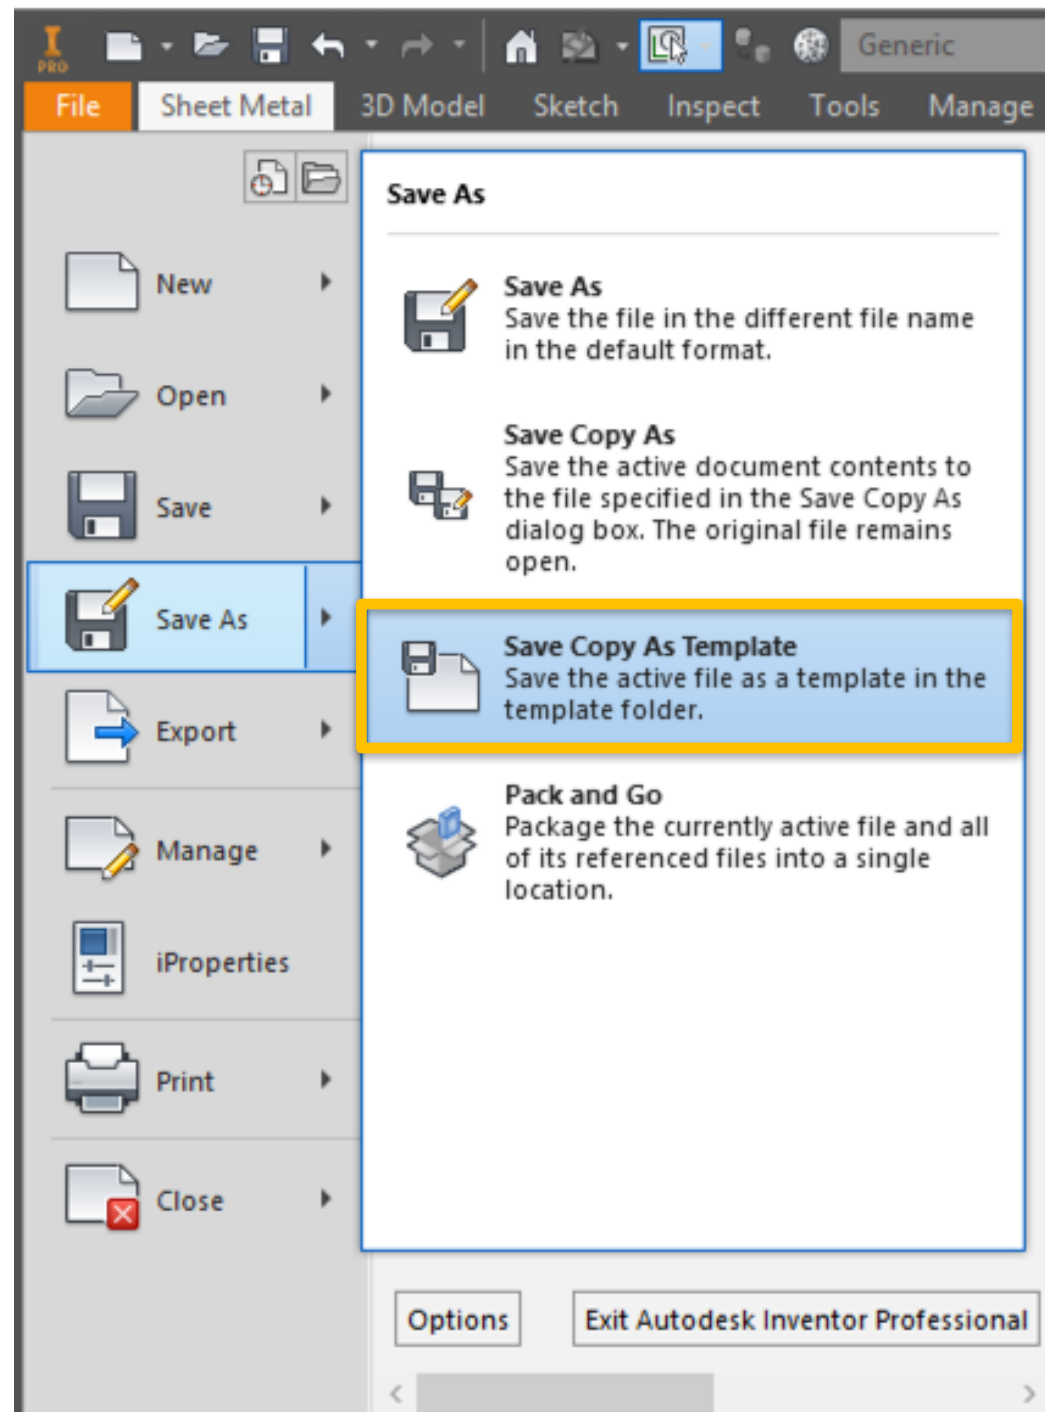 PRO
Generic
File
Sheet Metal
3D Model
Sketch
Inspect
Tools
Manage
New
Open
Save
Save As
Export
Manage
iProperties
Print
Close
Save As
Save As
Save the file in the different file name
in the default format.
Save Copy As
Save the active document contents to
the file specified in the Save Copy As
dialog box. The original file remains
open.
Save Copy As Template
Save the active file as a template in the
template folder.
Pack and Go
Package the currently active file and all
of its referenced files into a single
location.
Options
Exit Autodesk Inventor Professional